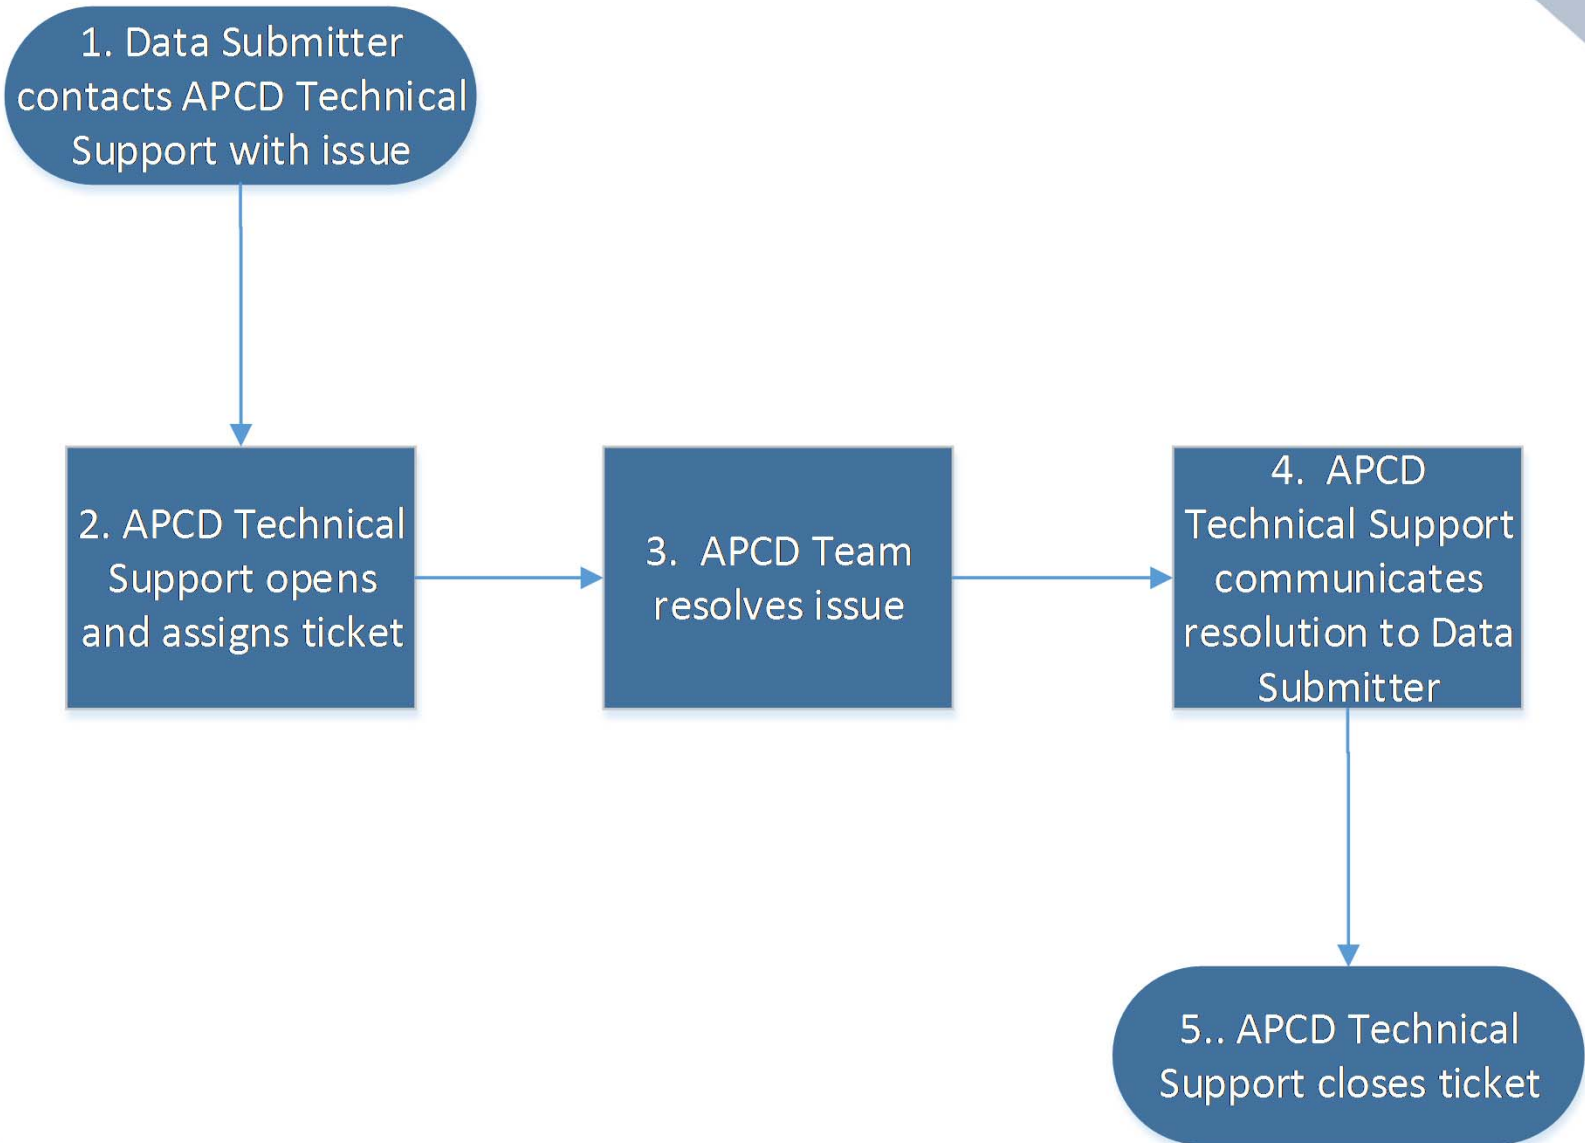 1. Data Submitter
contacts APCD Technical
Support with issue
2. APCD Technical
Support opens
and assigns ticket
3.  APCD Team
resolves issue
4.  APCD
Technical Support
communicates
resolution to Data
Submitter
5.. APCD Technical
Support closes ticket